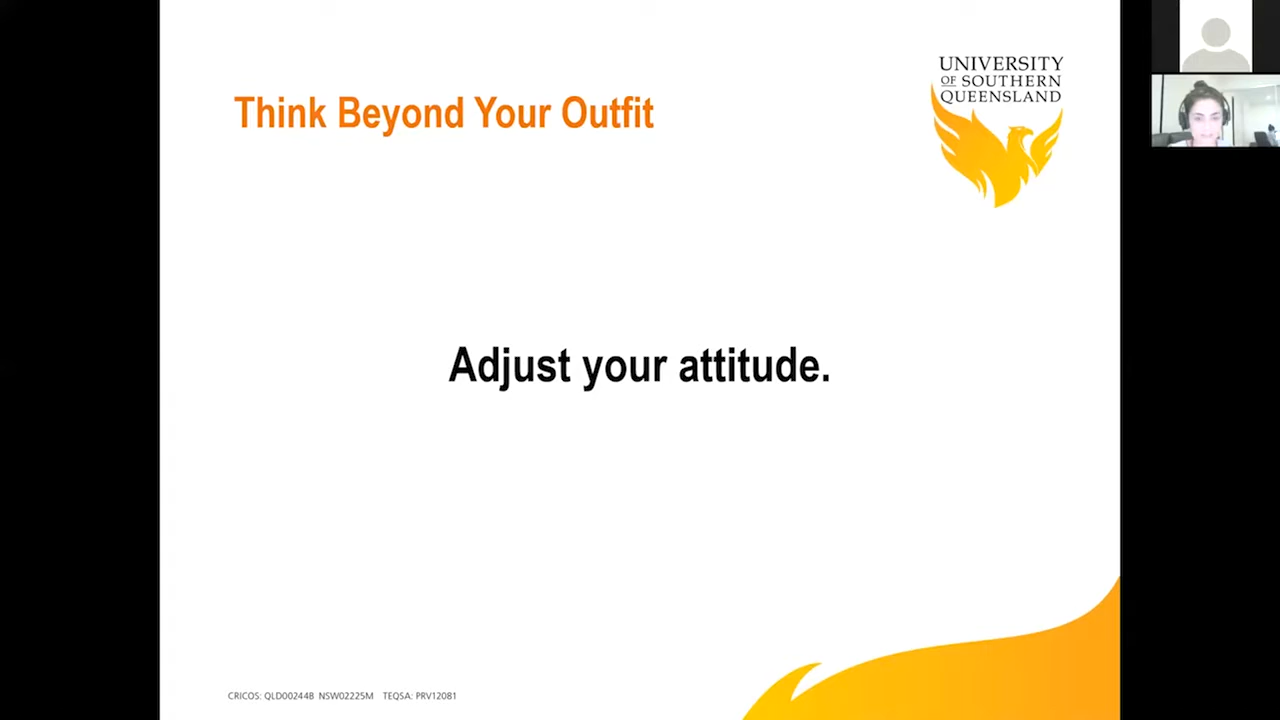 Think Beyond Your Outfit
UNIVERSITY
OF SOUTHERN
QUEENSLAND
Adjust your attitude.
CRICOS: QLD00244B NSW02225M TEQSA: PRV12081